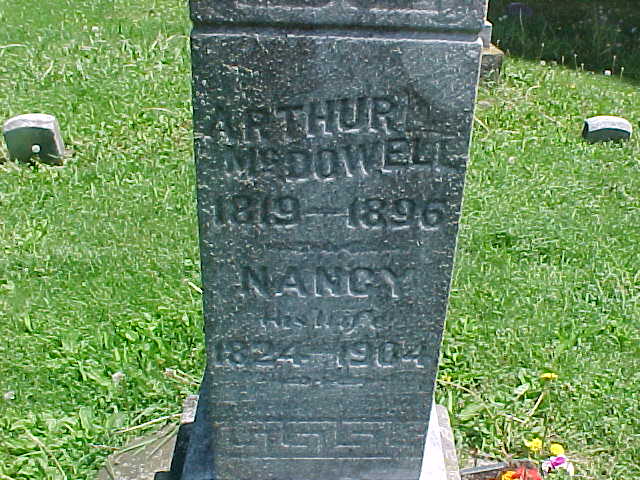 ARTHUR
McDOWELL
1819–1896
NANCY
His Wife
1824–1904